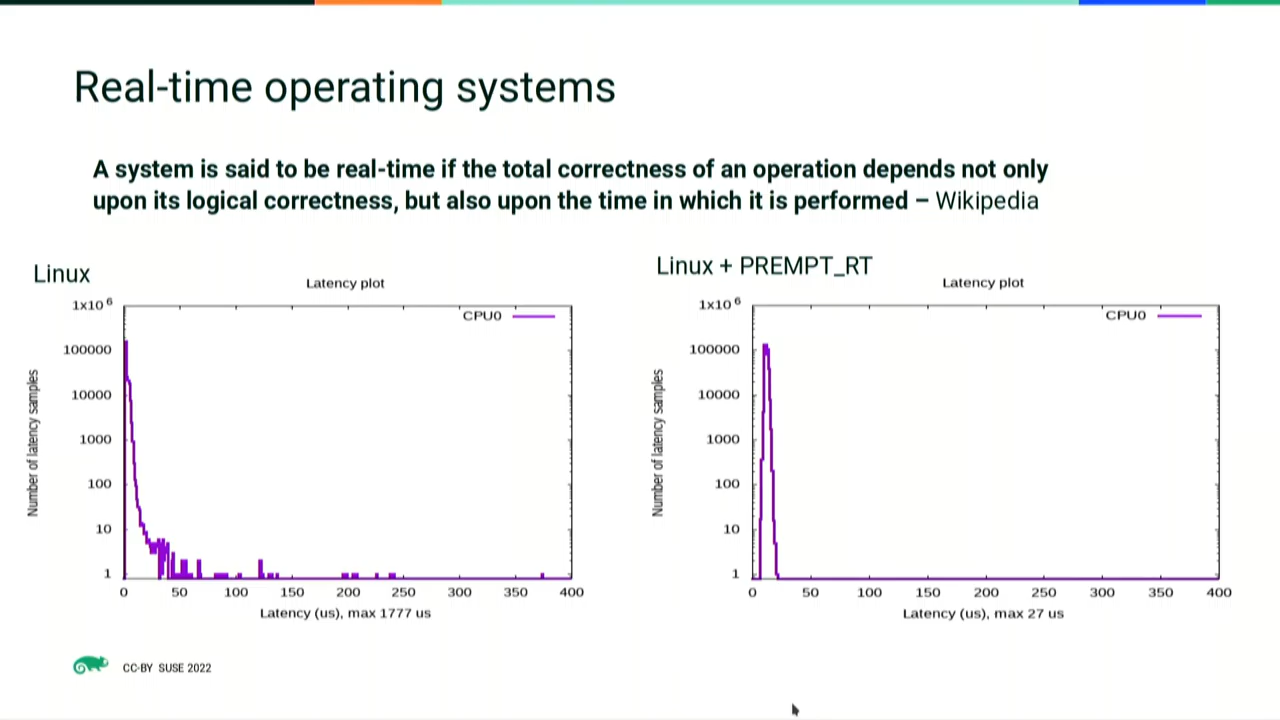 Real-time operating systems
A system is said to be real-time if the total correctness of an operation depends not only
upon its logical correctness, but also upon the time in which it is performed – Wikipedia
Linux
Latency plot
CPU0
1x10 6
100000
10000
1000
100
10
1
Number of latency samples
0 50 100 150 200 250 300 350 400
Latency (us), max 1777 us
Linux + PREMPT_RT
Latency plot
CPU0
1x10 6
100000
10000
1000
100
10
1
Number of latency samples
0 50 100 150 200 250 300 350 400
Latency (us), max 27 us
CC-BY SUSE 2022